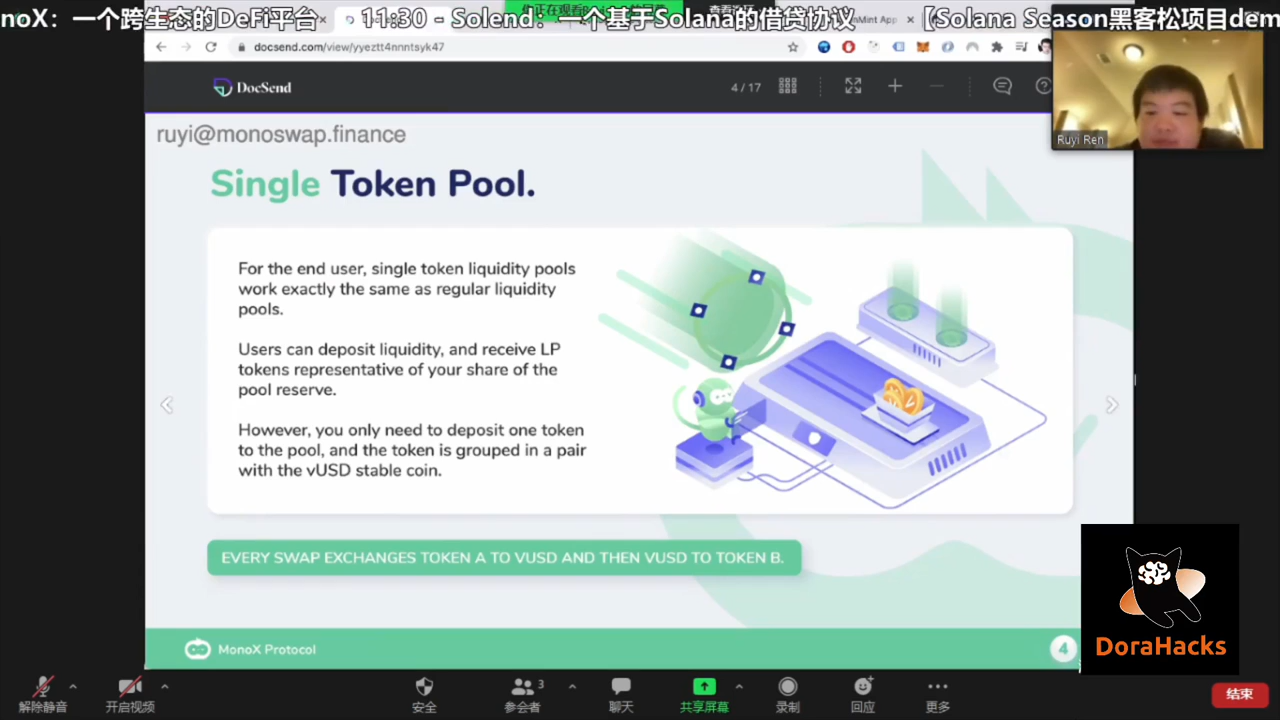 noX：一个跨生态的DeFi平台 11:30 - Solend：一个基于Solana的借贷协议 【Solana Season黑客松项目dem
docsend.com/view/yyeztt4nnntsyk47
DocSend
4 / 17
Ruyi Ren
ruyi@monoswap.finance
Single Token Pool.
For the end user, single token liquidity pools
work exactly the same as regular liquidity
pools.
Users can deposit liquidity, and receive LP
tokens representative of your share of the
pool reserve.
However, you only need to deposit one token
to the pool, and the token is grouped in a pair
with the vUSD stable coin.
EVERY SWAP EXCHANGES TOKEN A TO VUSD AND THEN VUSD TO TOKEN B.
MonoX Protocol
4
DoraHacks
解除静音
开启视频
安全
3
参会者
聊天
共享屏幕
录制
回应
更多
结束